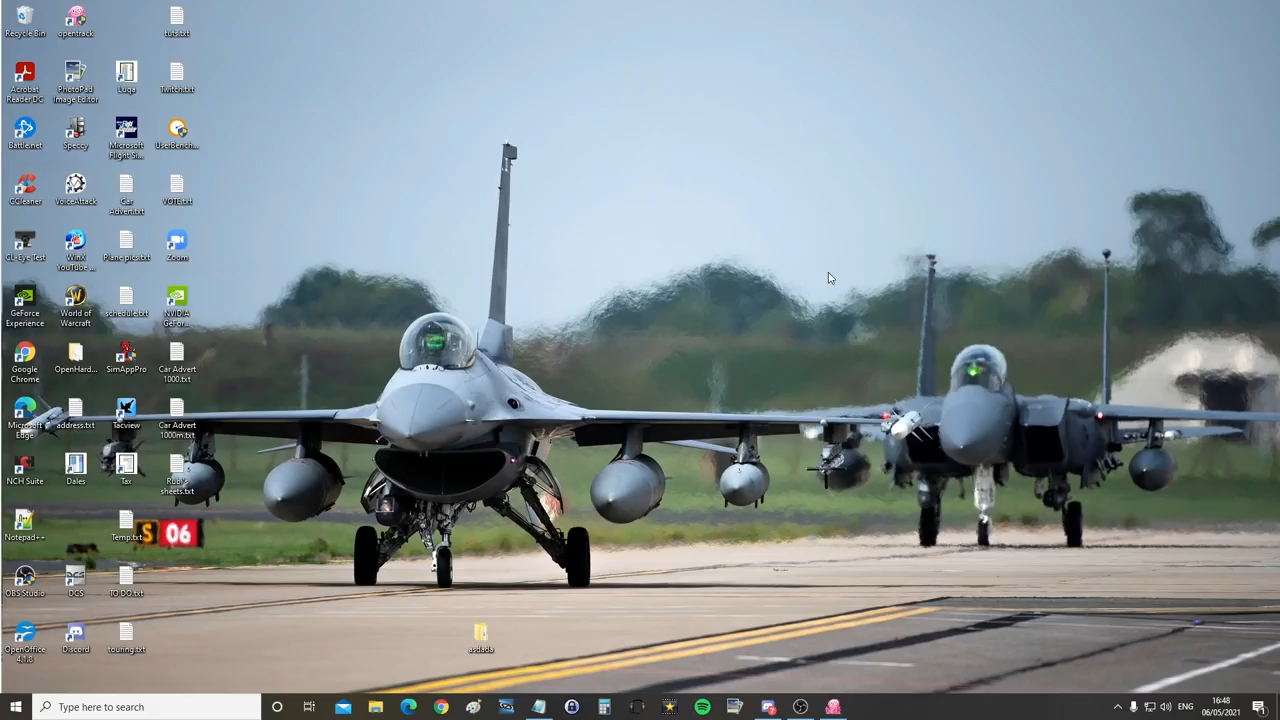 Recycle Bin
opentrack
tuts.txt
Acrobat
Reader DC
PhotoPad
Image Editor
Luqa
Twitch.txt
Battle.net
Speccy
Microsoft
Flight Si...
UserBench...
CCleaner
VoiceAttack
Car
Advert.txt
VOTE.txt
CL-Eye Test
WinX
YouTube ...
Plane pics.txt
Zoom
GeForce
Experience
World of
Warcraft
schedule.txt
NVIDIA
GeFor...
Google
Chrome
OpenHard...
SimAppPro
Car Advert
1000.txt
Microsoft
Edge
address.txt
Tacview
Car Advert
1000m.txt
NCH Suite
Dales
Tax
sheets.txt
Notepad++
Temp.txt
S 06
OBS Studio
DCS
TO DO.txt
OpenOffice
4.1.8
Discord
touring.txt
asdada
Type here to search
ENG
16:48
06/05/2021